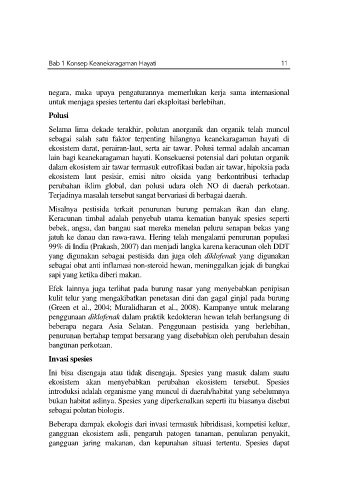 Bab 1 Konsep Keanekaragaman Hayati 11
negara, maka upaya pengaturannya memerlukan kerja sama internasional
untuk menjaga spesies tertentu dari eksploitasi berlebihan.
Polusi
Selama lima dekade terakhir, polutan anorganik dan organik telah muncul
sebagai salah satu faktor terpenting hilangnya keanekaragaman hayati di
ekosistem darat, perairan-laut, serta air tawar. Polusi termal adalah ancaman
lain bagi keanekaragaman hayati. Konsekuensi potensial dari polutan organik
dalam ekosistem air tawar termasuk eutrofikasi badan air tawar, hipoksia pada
ekosistem laut pesisir, emisi nitro oksida yang berkontribusi terhadap
perubahan iklim global, dan polusi udara oleh NO di daerah perkotaan.
Terjadinya masalah tersebut sangat bervariasi di berbagai daerah.
Misalnya pestisida terkait penurunan burung pemakan ikan dan elang.
Keracunan timbal adalah penyebab utama kematian banyak spesies seperti
bebek, angsa, dan bangau saat mereka menelan peluru senapan bekas yang
jatuh ke danau dan rawa-rawa. Hering telah mengalami penurunan populasi
99% di India (Prakash, 2007) dan menjadi langka karena keracunan oleh DDT
yang digunakan sebagai pestisida dan juga oleh diklofenak yang digunakan
sebagai obat anti inflamasi non-steroid hewan, meninggalkan jejak di bangkai
sapi yang ketika diberi makan.
Efek lainnya juga terlihat pada burung nasar yang menyebabkan penipisan
kulit telur yang mengakibatkan penetasan dini dan gagal ginjal pada burung
(Green et al., 2004; Muralidharan et al., 2008). Kampanye untuk melarang
penggunaan diklofenak dalam praktik kedokteran hewan telah berlangsung di
beberapa negara Asia Selatan. Penggunaan pestisida yang berlebihan,
penurunan bertahap tempat bersarang yang disebabkan oleh perubahan desain
bangunan perkotaan.
Invasi spesies
Ini bisa disengaja atau tidak disengaja. Spesies yang masuk dalam suatu
ekosistem akan menyebabkan perubahan ekosistem tersebut. Spesies
introduksi adalah organisme yang muncul di daerah/habitat yang sebelumnya
bukan habitat aslinya. Spesies yang diperkenalkan seperti itu biasanya disebut
sebagai polutan biologis.
Beberapa dampak ekologis dari invasi termasuk hibridisasi, kompetisi keluar,
gangguan ekosistem asli, pengaruh patogen tanaman, penularan penyakit,
gangguan jaring makanan, dan kepunahan situasi tertentu. Spesies dapat